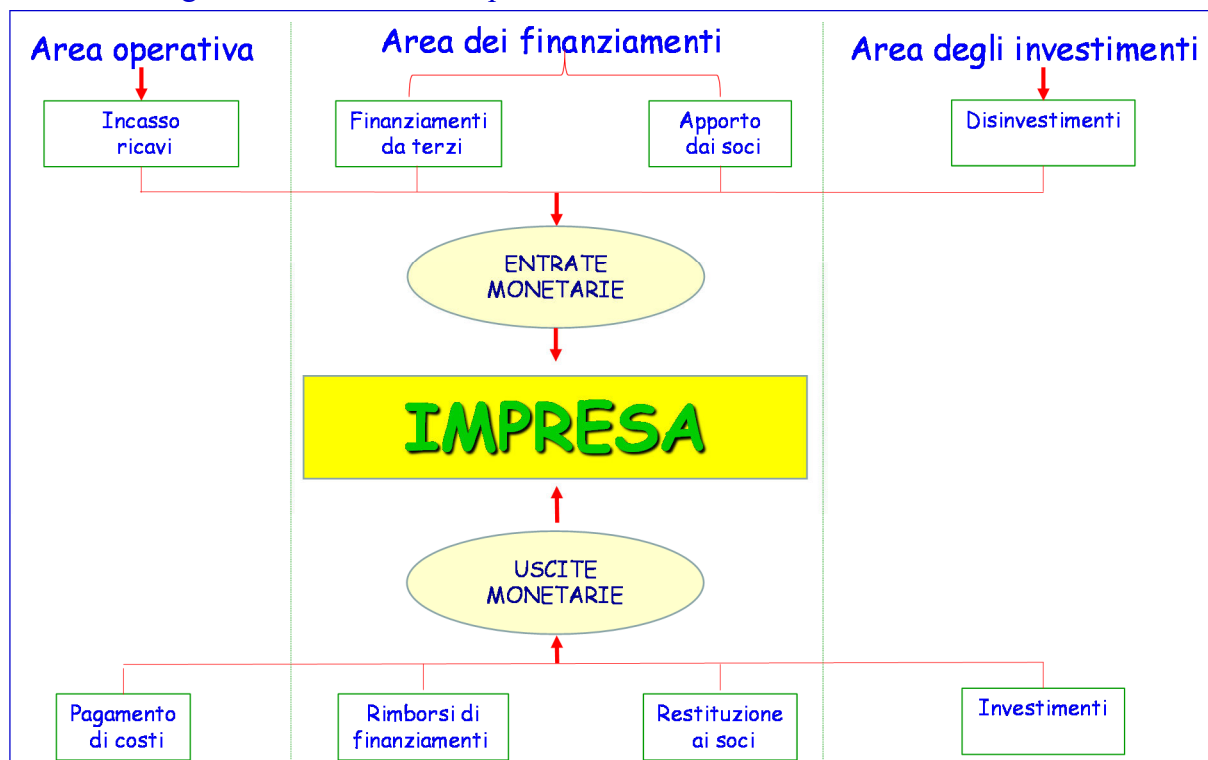 Area operativa
Area dei finanziamenti
Area degli investimenti
Incasso
ricavi
Finanziamenti
da terzi
Apporto
dai soci
Disinvestimenti
ENTRATE
MONETARIE
IMPRESA
USCITE
MONETARIE
Pagamento
di costi
Rimborsi di
finanziamenti
Restituzione
ai soci
Investimenti